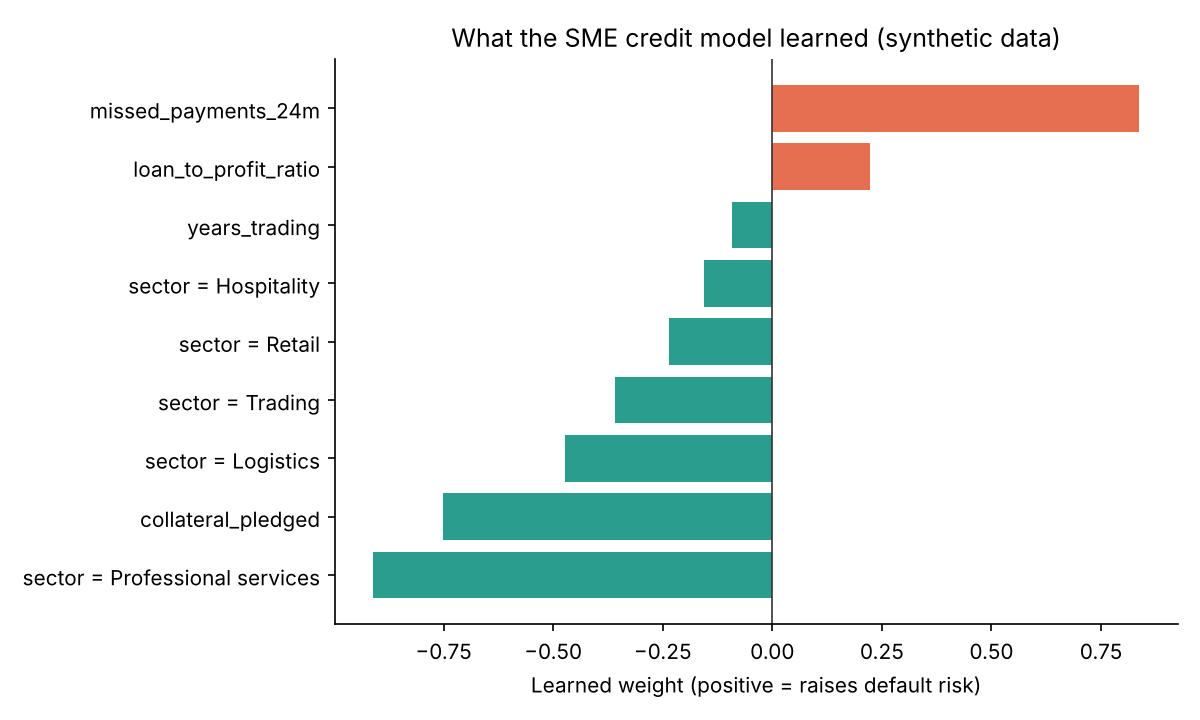 What the SME credit model learned (synthetic data)
missed_payments_24m
loan_to_profit_ratio
years_trading
sector = Hospitality
sector = Retail
sector = Trading
sector = Logistics
collateral_pledged
sector = Professional services
−0.75 −0.50 −0.25 0.00 0.25 0.50 0.75
Learned weight (positive = raises default risk)